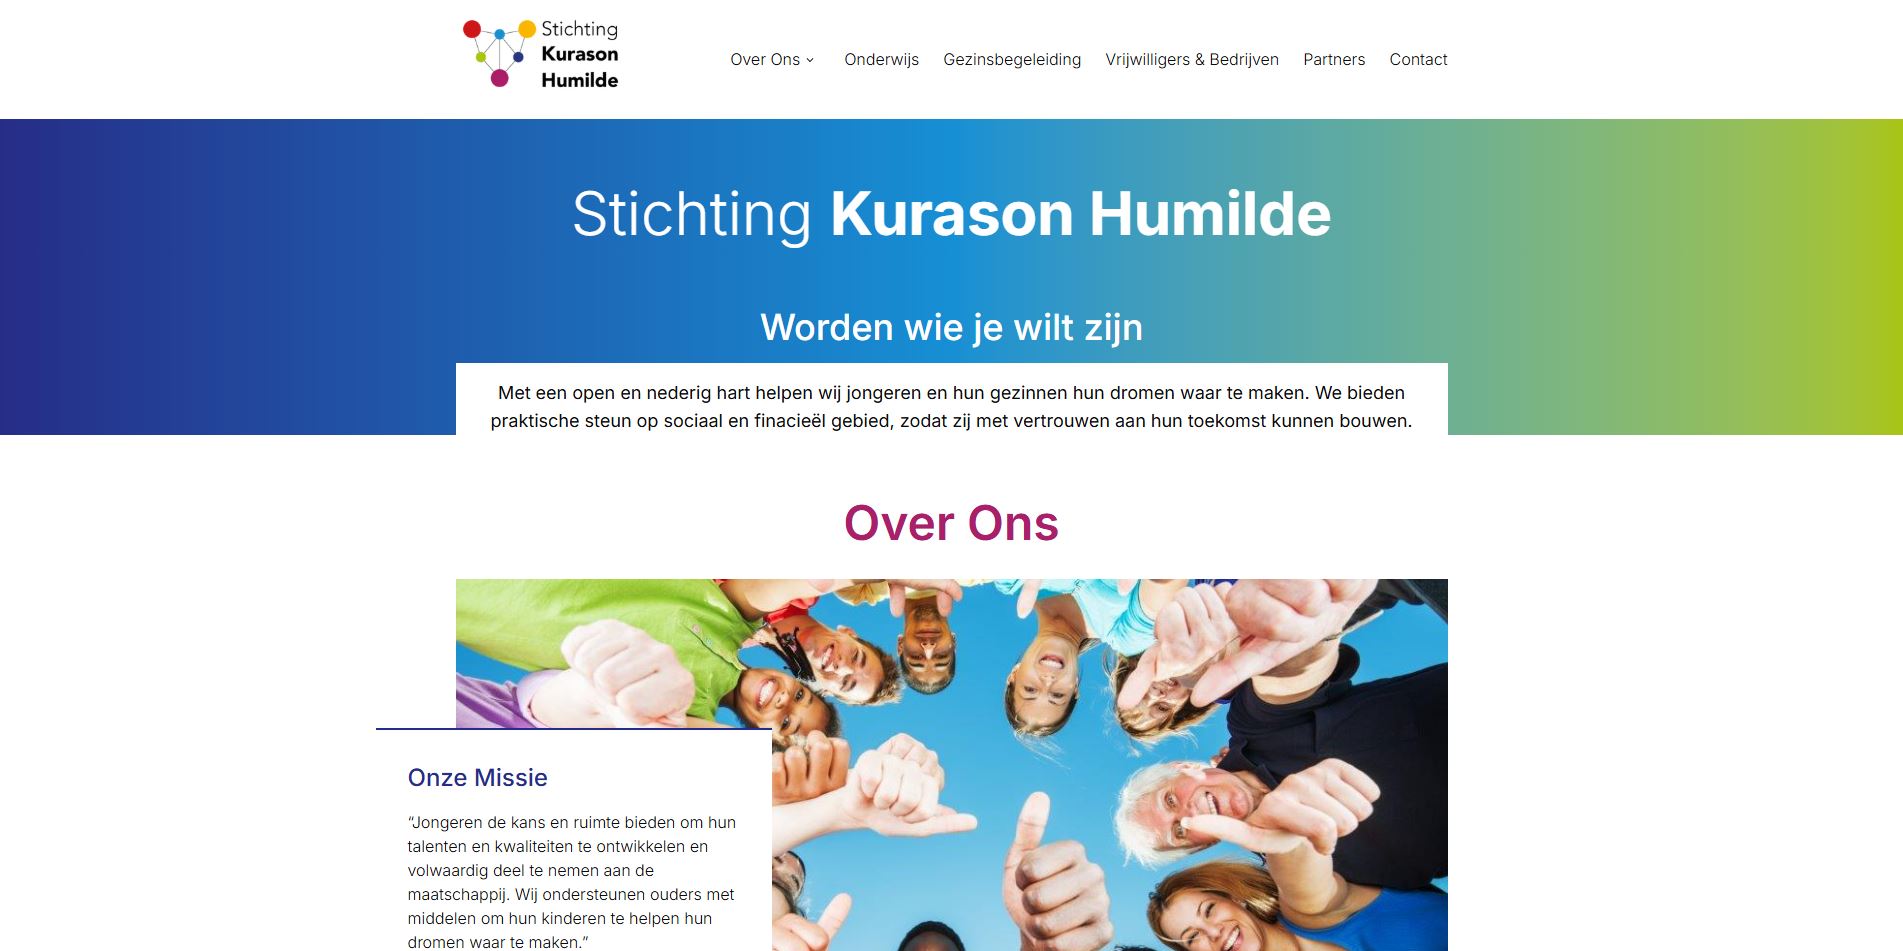 Stichting
Kurason
Humilde
Over Ons
Onderwijs
Gezinsbegeleiding
Vrijwilligers & Bedrijven
Partners
Contact
Stichting Kurason Humilde
Worden wie je wilt zijn
Met een open en nederig hart helpen wij jongeren en hun gezinnen hun dromen waar te maken. We bieden
praktische steun op sociaal en finacieël gebied, zodat zij met vertrouwen aan hun toekomst kunnen bouwen.
Over Ons
Onze Missie
“Jongeren de kans en ruimte bieden om hun
talenten en kwaliteiten te ontwikkelen en
volwaardig deel te nemen aan de
maatschappij. Wij ondersteunen ouders met
middelen om hun kinderen te helpen hun
dromen waar te maken.”